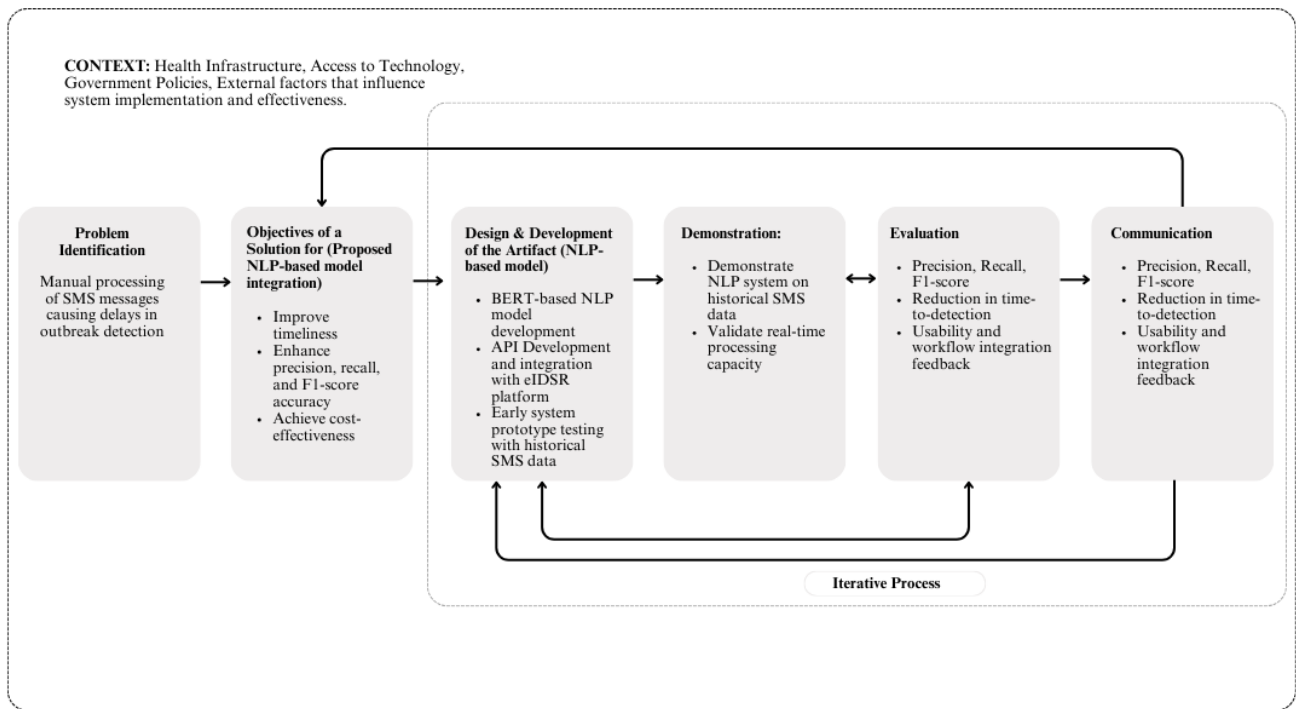 CONTEXT: Health Infrastructure, Access to Technology,
Government Policies, External factors that influence
system implementation and effectiveness.
Problem
Identification
Manual processing
of SMS messages
causing delays in
outbreak detection
Objectives of a
Solution for (Proposed
NLP-based model
integration)
• Improve
timeliness
• Enhance
precision, recall,
and F1-score
accuracy
• Achieve cost-
effectiveness
Design & Development
of the Artifact (NLP-
based model)
• BERT-based NLP
model
development
• API Development
and integration
with eIDSR
platform
• Early system
prototype testing
with historical
SMS data
Demonstration:
• Demonstrate
NLP system on
historical SMS
data
• Validate real-time
processing
capacity
Evaluation
• Precision, Recall,
F1-score
• Reduction in time-
to-detection
• Usability and
workflow integration
feedback
Communication
• Precision, Recall,
F1-score
• Reduction in time-
to-detection
• Usability and
workflow
integration
feedback
Iterative Process